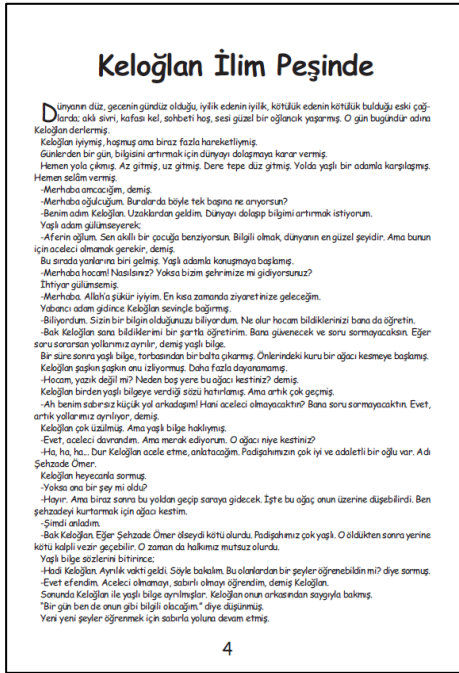 Keloğlan İlim Peşinde
Dünyanın düz, gecenin gündüz olduğu, iyilik edenin iyilik, kötülük edenin kötülük bulduğu eski çağ-
larda; aklı sivri, kafası kel, sohbeti hoş, sesi güzel bir oğlancık yaşarmış. O gün bugündür adına
Keloğlan derlermiş.
Keloğlan iyiymiş, hoşmuş ama biraz fazla hareketliymiş.
Günlerden bir gün, bilgisini artırmak için dünyayı dolaşmaya karar vermiş.
Hemen yola çıkmış. Az gitmiş, uz gitmiş. Dere tepe düz gitmiş. Yolda yaşlı bir adamla karşılaşmış.
Hemen selâm vermiş.
-Merhaba amcacığım, demiş.
-Merhaba oğulcuğum. Buralarda böyle tek başına ne arıyorsun?
-Benim adım Keloğlan. Uzaklardan geldim. Dünyayı dolaşıp bilgimi artırmak istiyorum.
Yaşlı adam gülümseyerek;
-Aferin oğlum. Sen akıllı bir çocuğa benziyorsun. Bilgili olmak, dünyanın en güzel şeyidir. Ama bunun
için aceleci olmamak gerekir, demiş.
Bu sırada yanlarına biri gelmiş. Yaşlı adamla konuşmaya başlamış.
-Merhaba hocam! Nasılsınız? Yoksa bizim şehrimize mi gidiyorsunuz?
İhtiyar gülümsemiş.
-Merhaba. Allah'a şükür iyiyim. En kısa zamanda ziyaretinize geleceğim.
Yabancı adam gidince Keloğlan sevinçle bağırmış.
-Biliyordum. Sizin bir bilgin olduğunuzu biliyordum. Ne olur hocam bildiklerinizi bana da öğretin.
-Bak Keloğlan sana bildiklerimi bir şartla öğretirim. Bana güvenecek ve soru sormayacaksın. Eğer
soru sorarsan yollarımız ayrılır, demiş yaşlı bilge.
Bir süre sonra yaşlı bilge, torbasından bir balta çıkarmış. Önlerindeki kuru bir ağacı kesmeye başlamış.
Keloğlan şaşkın şaşkın onu izliyormuş. Daha fazla dayanamamış.
-Hocam, yazık değil mi? Neden boş yere bu ağacı kestiniz? demiş.
Keloğlan birden yaşlı bilgeye verdiği sözü hatırlamış. Ama artık çok geçmiş.
-Ah benim sabırsız küçük yol arkadaşım! Hani aceleci olmayacaktın? Bana soru sormayacaktın. Evet,
artık yollarımız ayrılıyor, demiş.
Keloğlan çok üzülmüş. Ama yaşlı bilge haklıymış.
-Evet, aceleci davrandım. Ama merak ediyorum. O ağacı niye kestiniz?
-Ha, ha, ha... Dur Keloğlan acele etme, anlatacağım. Padişahımızın çok iyi ve adaletli bir oğlu var. Adı
Şehzade Ömer.
Keloğlan heyecanla sormuş.
-Yoksa ona bir şey mi oldu?
-Hayır. Ama biraz sonra bu yoldan geçip saraya gidecek. İşte bu ağaç onun üzerine düşebilirdi. Ben
şehzadeyi kurtarmak için ağacı kestim.
-Şimdi anladım.
-Bak Keloğlan. Eğer Şehzade Ömer ölseydi kötü olurdu. Padişahımız çok yaşlı. O öldükten sonra yerine
kötü kalpli vezir geçebilir. O zaman da halkımız mutsuz olurdu.
Yaşlı bilge sözlerini bitirince;
-Hadi Keloğlan. Ayrılık vakti geldi. Söyle bakalım. Bu olanlardan bir şeyler öğrenebildin mi? diye sormuş.
-Evet efendim. Aceleci olmamayı, sabırlı olmayı öğrendim, demiş Keloğlan.
Sonunda Keloğlan ile yaşlı bilge ayrılmışlar. Keloğlan onun arkasından saygıyla bakmış.
"Bir gün ben de onun gibi bilgili olacağım." diye düşünmüş.
Yeni yeni şeyler öğrenmek için sabırla yoluna devam etmiş.
4